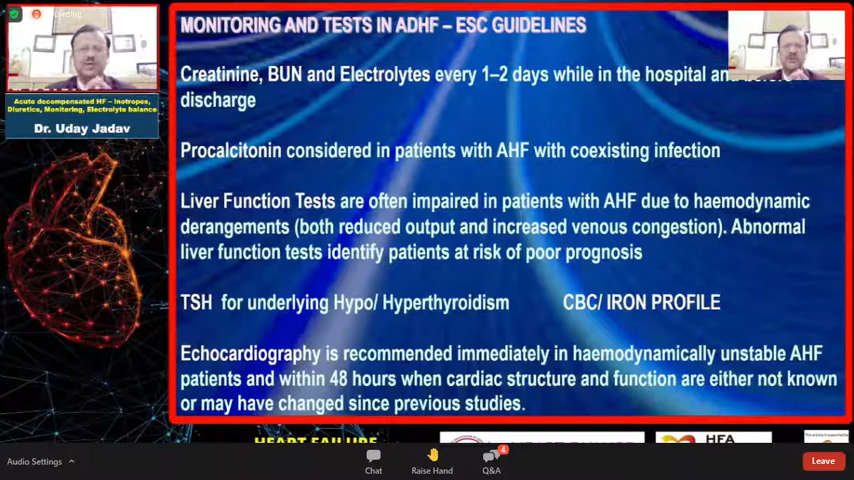 Recording
Acute decompensated HF – Inotropes,
Diuretics, Monitoring, Electrolyte balance
Dr. Uday Jadav
MONITORING AND TESTS IN ADHF – ESC GUIDELINES
Creatinine, BUN and Electrolytes every 1–2 days while in the hospital and before
discharge
Procalcitonin considered in patients with AHF with coexisting infection
Liver Function Tests are often impaired in patients with AHF due to haemodynamic
derangements (both reduced output and increased venous congestion). Abnormal
liver function tests identify patients at risk of poor prognosis
TSH for underlying Hypo/ Hyperthyroidism CBC/ IRON PROFILE
Echocardiography is recommended immediately in haemodynamically unstable AHF
patients and within 48 hours when cardiac structure and function are either not known
or may have changed since previous studies.
HEART FAILURE
HFA
Audio Settings
Chat
Raise Hand
4
Q&A
Leave